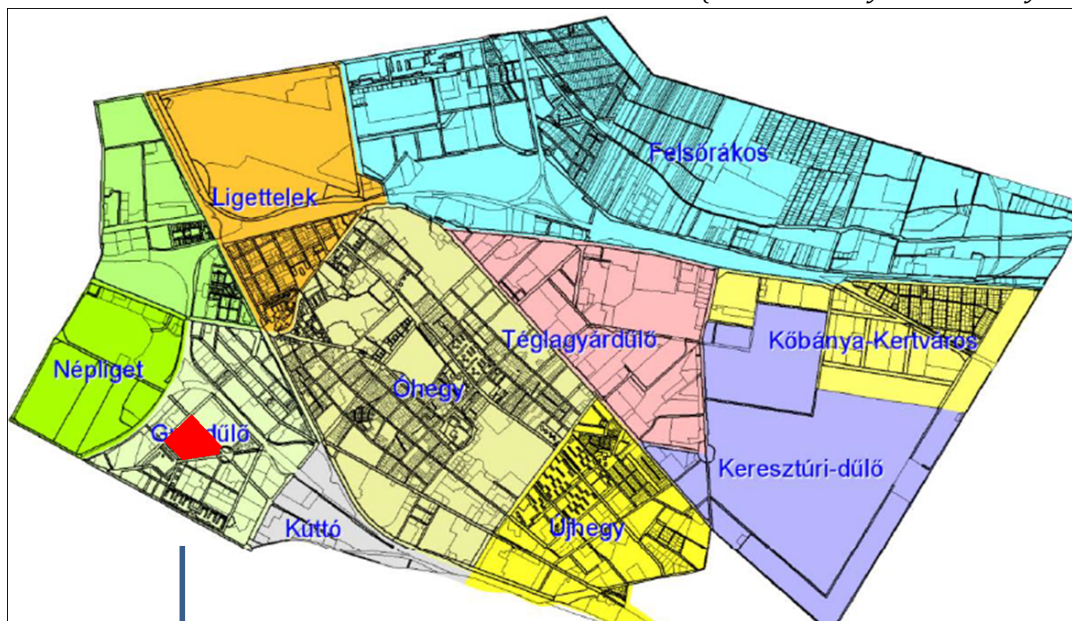 Felsőrákos
Ligettelek
Téglagyárdűlő
Kőbánya-Kertváros
Népliget
Óhegy
Keresztúri-dűlő
Kúttó
Újhegy